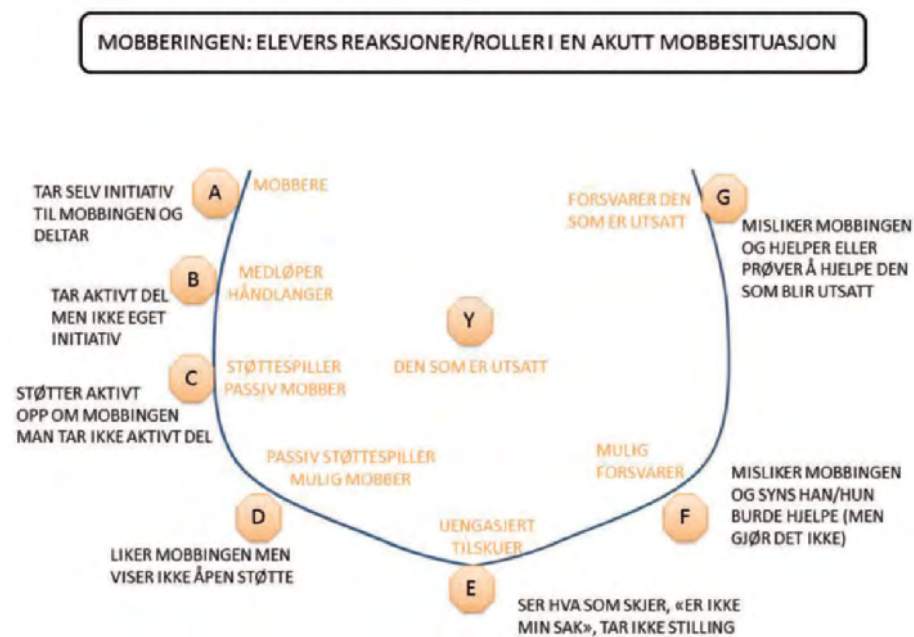 MOBBERINGEN: ELEVERS REAKSJONER/ROLLER I EN AKUTT MOBBESITUASJON
A
MOBBERE
TAR SELV INITIATIV
TIL MOBBINGEN OG
DELTAR
B
MEDLØPER
HÅNDLANGER
TAR AKTIVT DEL
MEN IKKE EGET
INITIATIV
C
STØTTESPILLER
PASSIV MOBBER
STØTTER AKTIVT
OPP OM MOBBINGEN
MAN TAR IKKE AKTIVT DEL
PASSIV STØTTESPILLER
MULIG MOBBER
D
LIKER MOBBINGEN MEN
VISER IKKE ÅPEN STØTTE
Y
DEN SOM ER UTSATT
UENGASJERT
TILSKUER
E
SER HVA SOM SKJER, «ER IKKE
MIN SAK», TAR IKKE STILLING
MULIG
FORSVARER
F
MISLIKER MOBBINGEN
OG SYNS HAN/HUN
BURDE HJELPE (MEN
GJØR DET IKKE)
FORSVARER DEN
SOM ER UTSATT
G
MISLIKER MOBBINGEN
OG HJELPER ELLER
PRØVER Å HJELPE DEN
SOM BLIR UTSATT